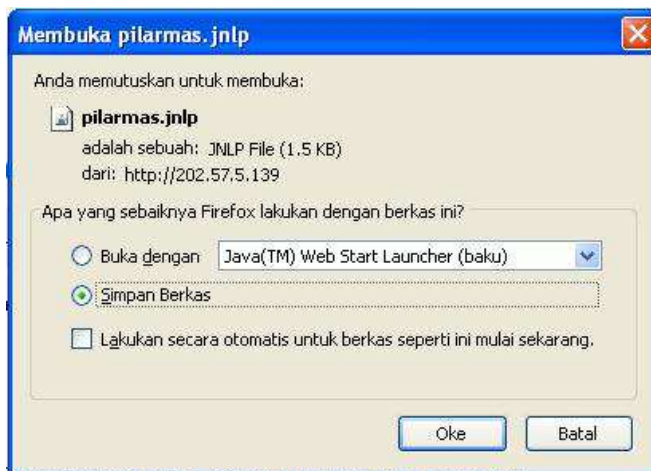 Membuka pilarmas.jnlp
Anda memutuskan untuk membuka:
pilarmas.jnlp
adalah sebuah: JNLP File (1.5 KB)
dari: http://202.57.5.139
Apa yang sebaiknya Firefox lakukan dengan berkas ini?
Buka dengan Java(TM) Web Start Launcher (baku)
Simpan Berkas
Lakukan secara otomatis untuk berkas seperti ini mulai sekarang.
Oke Batal